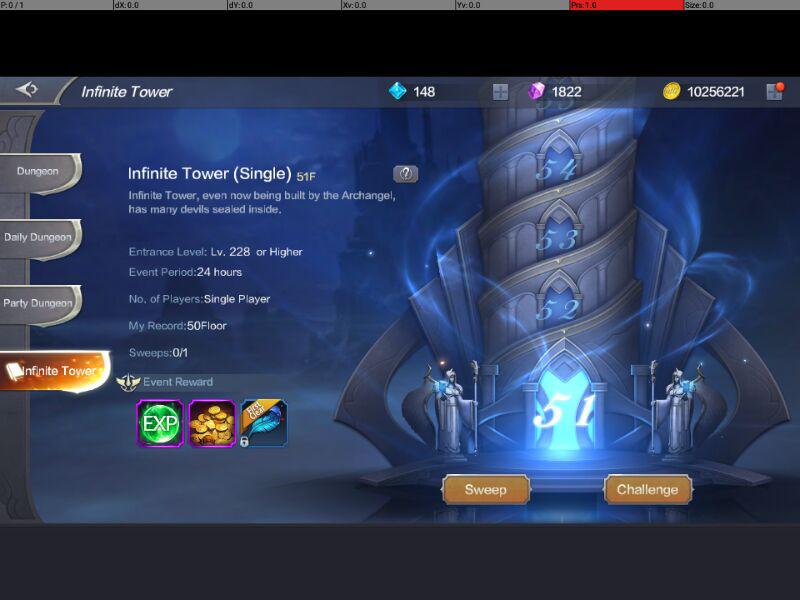 P: 0 / 1 dX: 0.0 dY: 0.0 Xv: 0.0 Yv: 0.0 Prs: 1.0 Size: 0.0
Infinite Tower 148 1822 10256221
Dungeon
Daily Dungeon
Party Dungeon
Infinite Tower
Infinite Tower (Single) 51F ?
Infinite Tower, even now being built by the Archangel,
has many devils sealed inside.
Entrance Level: Lv. 228 or Higher
Event Period:24 hours
No. of Players:Single Player
My Record:50Floor
Sweeps:0/1
Event Reward
EXP
First
Clear
54
53
52
51
Sweep Challenge